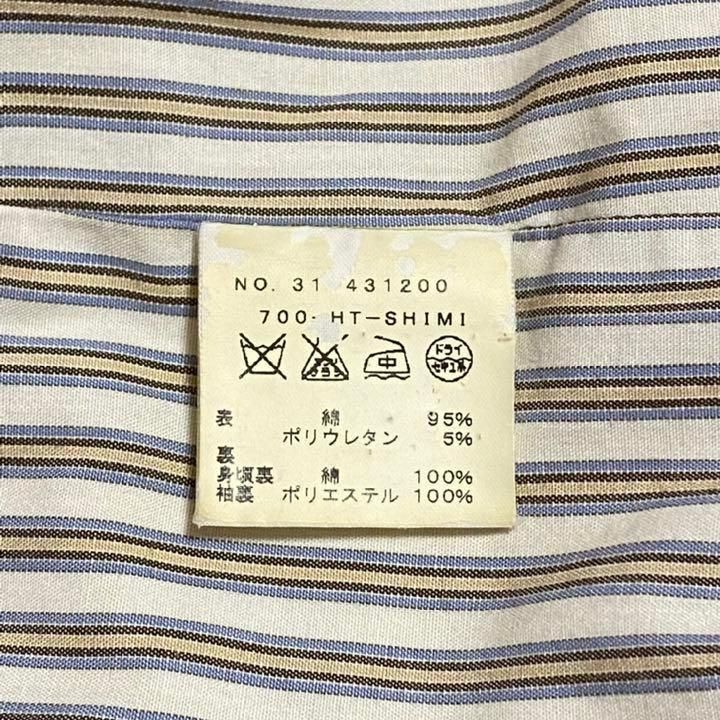 NO. 31 431200
700-HT-SHIMI
中 ドライ
セキユ系
表 綿 95%
ポリウレタン 5%
裏
身頃裏 綿 100%
袖裏 ポリエステル 100%